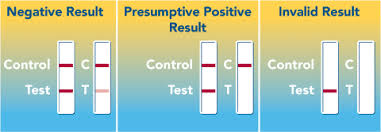 Negative Result
Control C
Test T
Presumptive Positive
Result
Control C
Test T
Invalid Result
Control C
Test T